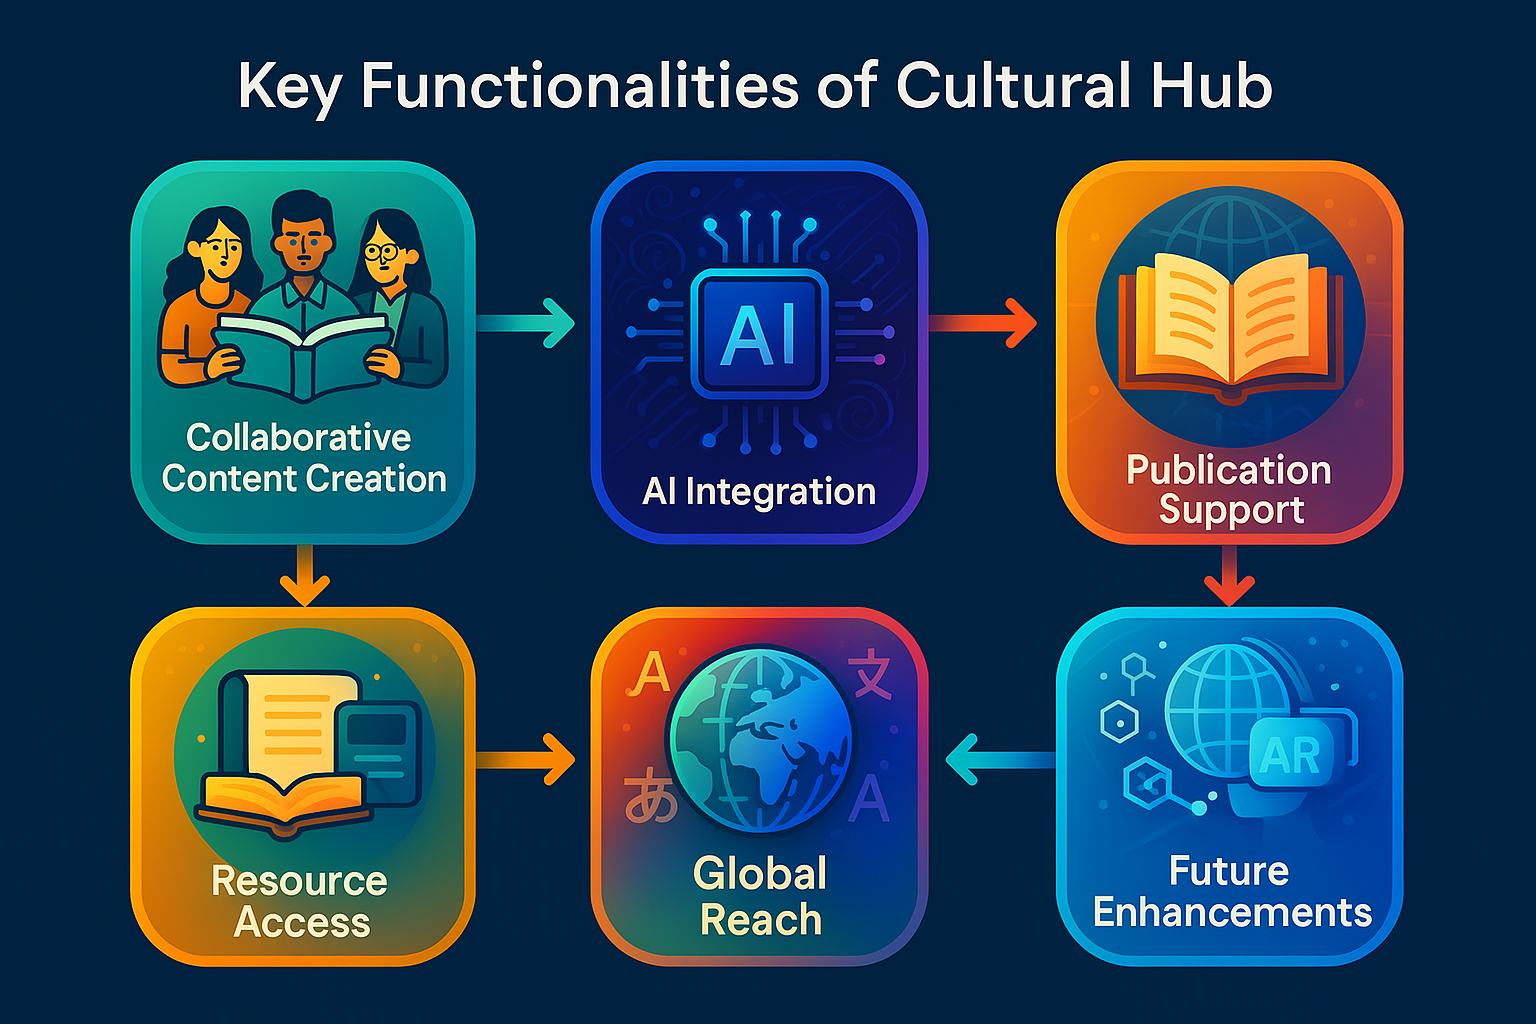 Key Functionalities of Cultural Hub
Collaborative
Content Creation
AI
AI Integration
Publication
Support
Resource
Access
A
文
あ
A
Global
Reach
AR
Future
Enhancements